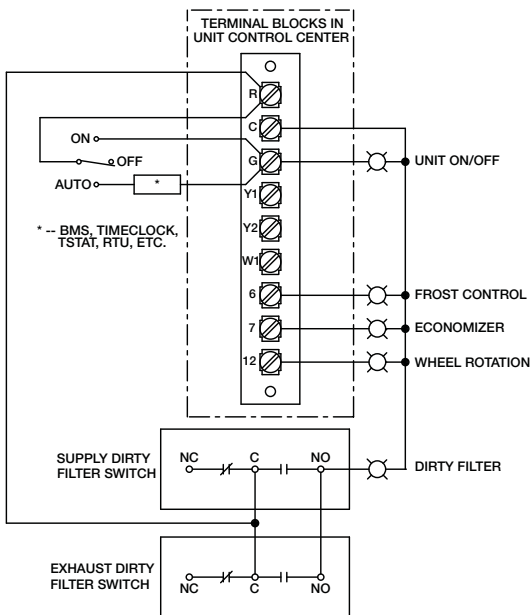 TERMINAL BLOCKS IN
UNIT CONTROL CENTER
R
C
G
Y1
Y2
W1
6
7
12
ON
OFF
AUTO
*
* -- BMS, TIMECLOCK,
TSTAT, RTU, ETC.
UNIT ON/OFF
FROST CONTROL
ECONOMIZER
WHEEL ROTATION
SUPPLY DIRTY
FILTER SWITCH
NC C NO
DIRTY FILTER
EXHAUST DIRTY
FILTER SWITCH
NC C NO